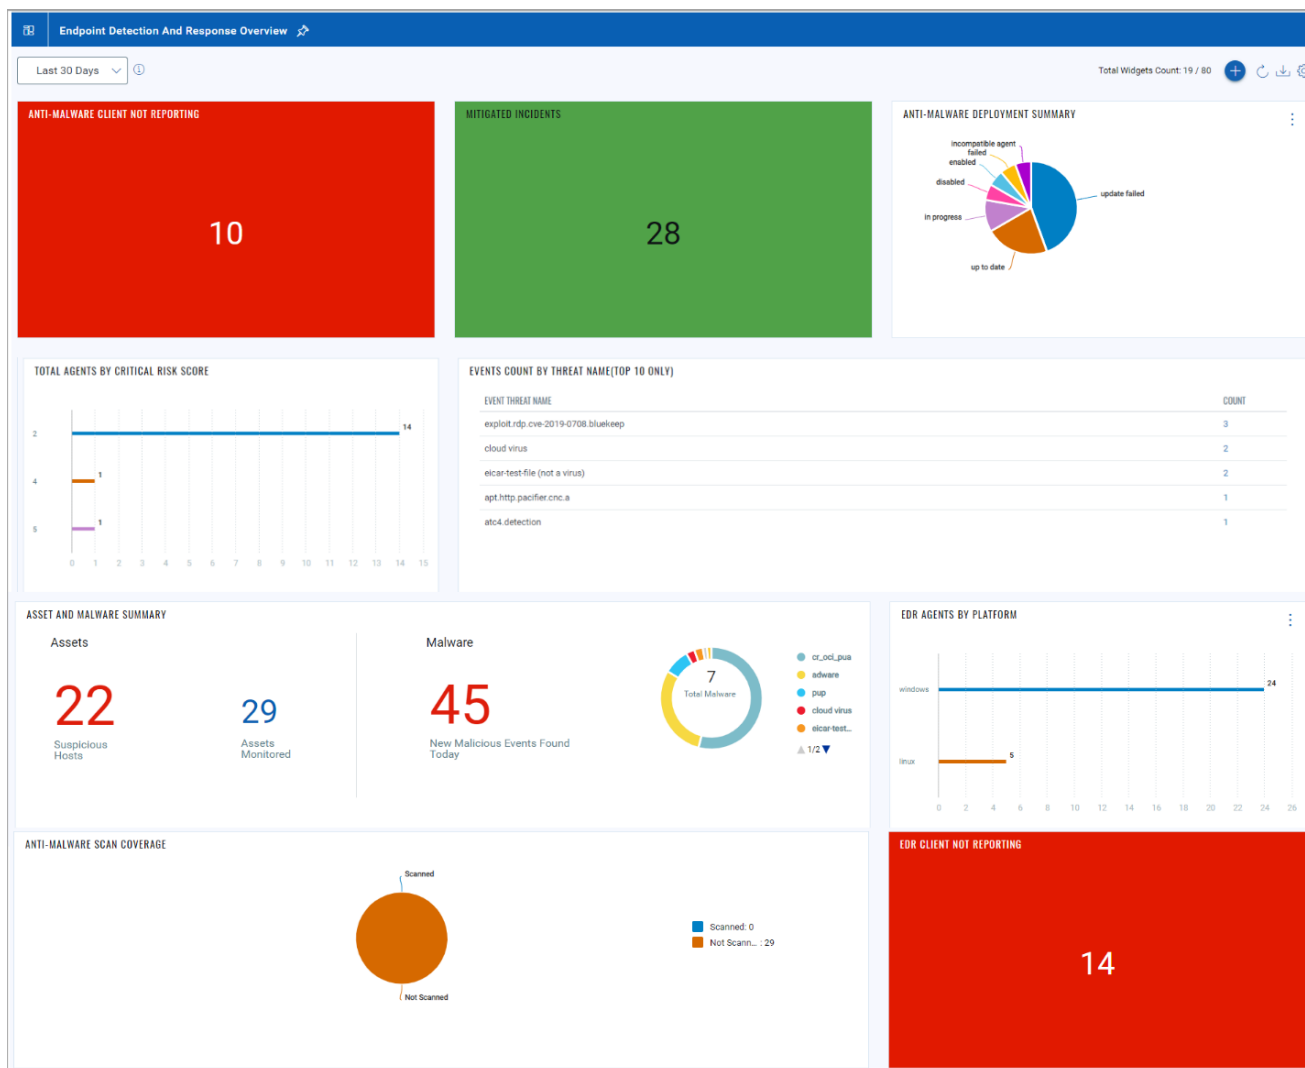 Endpoint Detection And Response Overview
Last 30 Days
Total Widgets Count: 19 / 80
ANTI-MALWARE CLIENT NOT REPORTING
10
MITIGATED INCIDENTS
28
ANTI-MALWARE DEPLOYMENT SUMMARY
incompatible agent
failed
enabled
disabled
in progress
up to date
update failed
TOTAL AGENTS BY CRITICAL RISK SCORE
2
14
4
1
5
1
0 1 2 3 4 5 6 7 8 9 10 11 12 13 14 15
EVENTS COUNT BY THREAT NAME(TOP 10 ONLY)
EVENT THREAT NAME COUNT
exploit.rdp.cve-2019-0708.bluekeep 3
cloud virus 2
eicar-test-file (not a virus) 2
apt.http.pacifier.cnc.a 1
atc4.detection 1
ASSET AND MALWARE SUMMARY
Assets
22
Suspicious
Hosts
29
Assets
Monitored
Malware
45
New Malicious Events Found
Today
7
Total Malware
cr_oci_pua
adware
pup
cloud virus
eicar-test...
1/2
EDR AGENTS BY PLATFORM
windows
24
linux
5
0 2 4 6 8 10 12 14 16 18 20 22 24 26
ANTI-MALWARE SCAN COVERAGE
Scanned
Not Scanned
Scanned: 0
Not Scann... : 29
EDR CLIENT NOT REPORTING
14